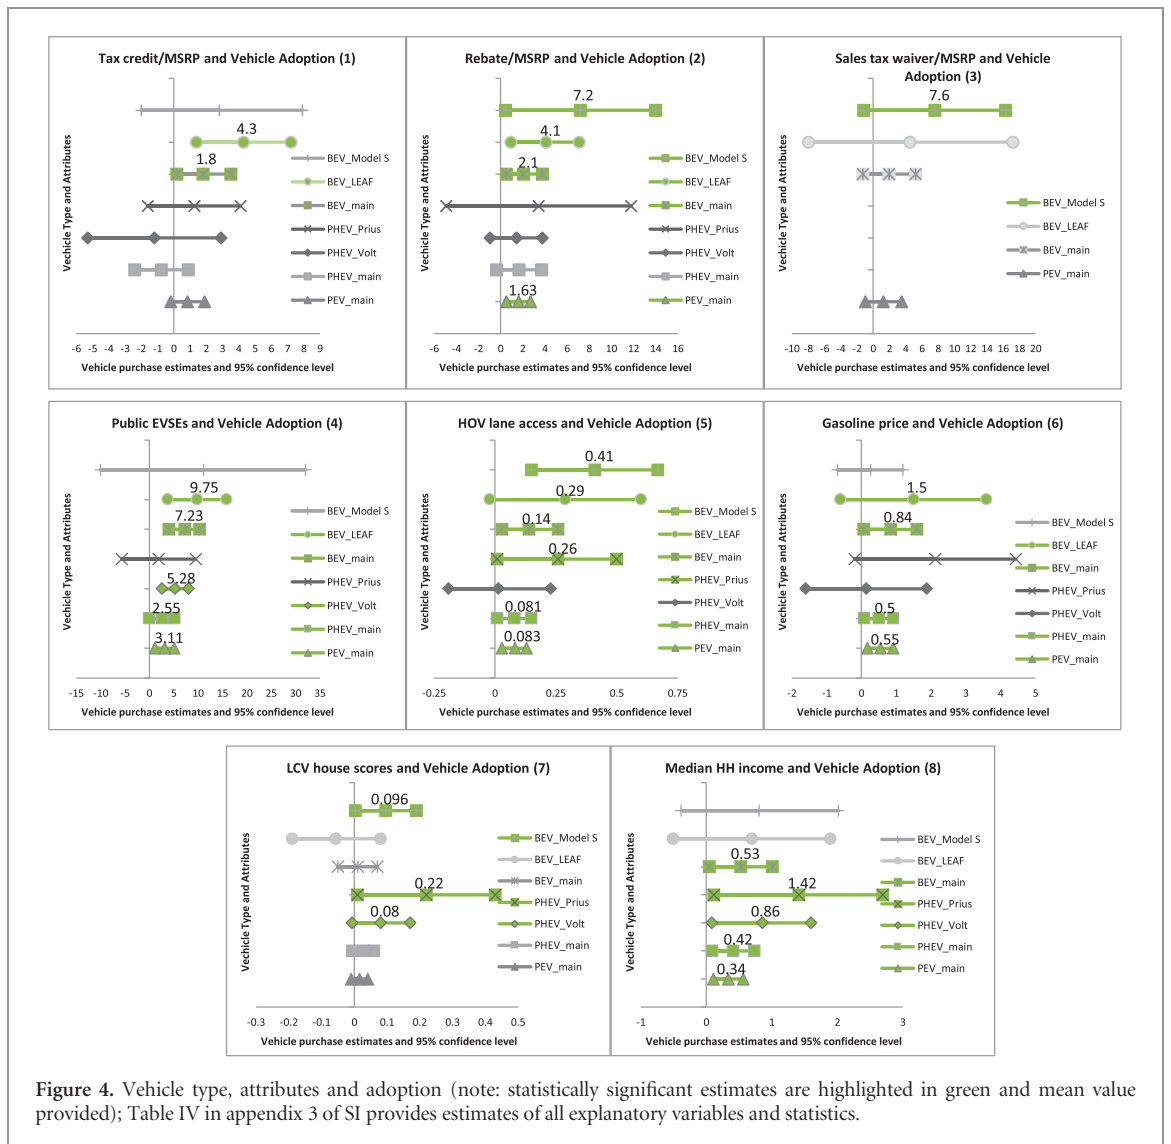 Tax credit/MSRP and Vehicle Adoption (1)
Vechicle Type and Attributes
4.3
1.8
BEV_Model S
BEV_LEAF
BEV_main
PHEV_Prius
PHEV_Volt
PHEV_main
PEV_main
-6 -5 -4 -3 -2 -1 0 1 2 3 4 5 6 7 8 9
Vehicle purchase estimates and 95% confidence level
Rebate/MSRP and Vehicle Adoption (2)
Vechicle Type and Attributes
7.2
4.1
2.1
1.63
BEV_Model S
BEV_LEAF
BEV_main
PHEV_Prius
PHEV_Volt
PHEV_main
PEV_main
-6 -4 -2 0 2 4 6 8 10 12 14 16
Vehicle purchase estimates and 95% confidence level
Sales tax waiver/MSRP and Vehicle
Adoption (3)
Vechicle Type and Attributes
7.6
BEV_Model S
BEV_LEAF
BEV_main
PEV_main
-10 -8 -6 -4 -2 0 2 4 6 8 10 12 14 16 18 20
Vehicle purchase estimates and 95% confidence level
Public EVSEs and Vehicle Adoption (4)
Vechicle Type and Attributes
9.75
7.23
5.28
2.55
3.11
BEV_Model S
BEV_LEAF
BEV_main
PHEV_Prius
PHEV_Volt
PHEV_main
PEV_main
-15 -10 -5 0 5 10 15 20 25 30 35
Vehicle purchase estimates and 95% confidence level
HOV lane access and Vehicle Adoption (5)
Vechicle Type and Attributes
0.41
0.29
0.14
0.26
0.081
0.083
BEV_Model S
BEV_LEAF
BEV_main
PHEV_Prius
PHEV_Volt
PHEV_main
PEV_main
-0.25 0 0.25 0.5 0.75
Vehicle purchase estimates and 95% confidence level
Gasoline price and Vehicle Adoption (6)
Vechicle Type and Attributes
1.5
0.84
0.5
0.55
BEV_Model S
BEV_LEAF
BEV_main
PHEV_Prius
PHEV_Volt
PHEV_main
PEV_main
-2 -1 0 1 2 3 4 5
Vehicle purchase estimates and 95% confidence level
LCV house scores and Vehicle Adoption (7)
Vechicle Type and Attributes
0.096
0.22
0.08
BEV_Model S
BEV_LEAF
BEV_main
PHEV_Prius
PHEV_Volt
PHEV_main
PEV_main
-0.3 -0.2 -0.1 0 0.1 0.2 0.3 0.4 0.5
Vehicle purchase estimates and 95% confidence level
Median HH income and Vehicle Adoption (8)
Vechicle Type and Attributes
0.53
1.42
0.86
0.42
0.34
BEV_Model S
BEV_LEAF
BEV_main
PHEV_Prius
PHEV_Volt
PHEV_main
PEV_main
-1 0 1 2 3
Vehicle purchase estimates and 95% confidence level
Figure 4. Vehicle type, attributes and adoption (note: statistically significant estimates are highlighted in green and mean value
provided); Table IV in appendix 3 of SI provides estimates of all explanatory variables and statistics.